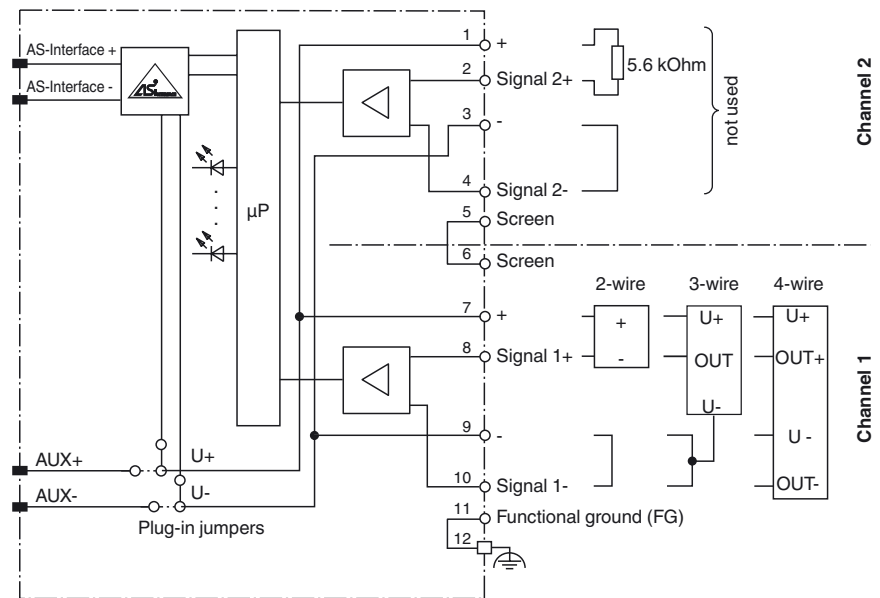 AS-Interface +
AS-Interface -
µP
1
+
2
Signal 2+
3
-
4
Signal 2-
5
Screen
6
Screen
5.6 kOhm
not used
Channel 2
7
+
8
Signal 1+
9
-
10
Signal 1-
11
Functional ground (FG)
12
2-wire
+
-
3-wire
U+
OUT
U-
4-wire
U+
OUT+
U -
OUT-
Channel 1
AUX+
U+
AUX-
U-
Plug-in jumpers